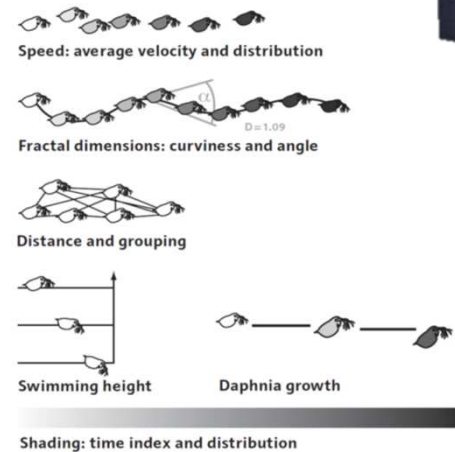 Speed: average velocity and distribution
α
D=1.09
Fractal dimensions: curviness and angle
Distance and grouping
Swimming height
Daphnia growth
Shading: time index and distribution